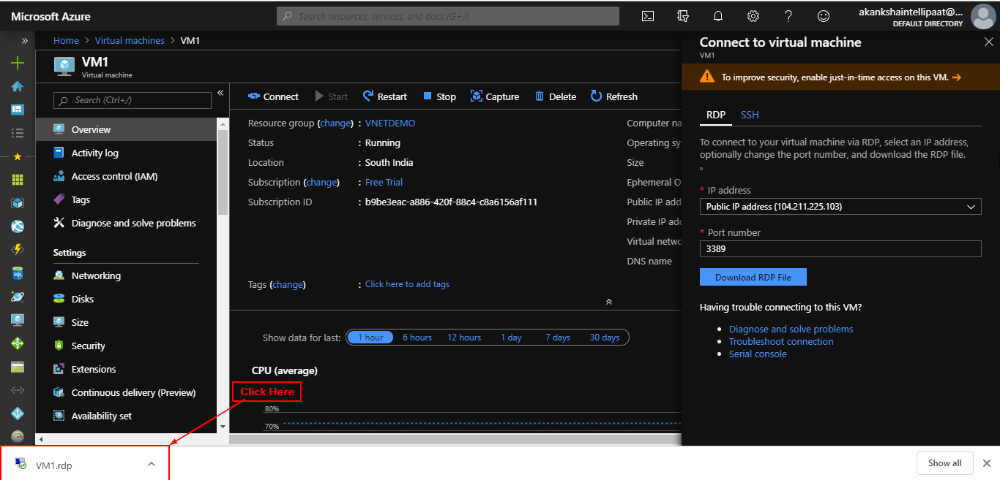 Microsoft Azure
Search resources, services, and docs (G+/)
akankshaintellipaat@...
DEFAULT DIRECTORY
Home > Virtual machines > VM1
VM1
Virtual machine
Search (Ctrl+/)
Overview
Activity log
Access control (IAM)
Tags
Diagnose and solve problems
Settings
Networking
Disks
Size
Security
Extensions
Continuous delivery (Preview)
Availability set
Connect Start Restart Stop Capture Delete Refresh
Resource group (change) : VNETDEMO
Status : Running
Location : South India
Subscription (change) : Free Trial
Subscription ID : b9be3eac-a886-420f-88c4-c8a6156af111
Computer na
Operating sy
Size
Ephemeral O
Public IP add
Private IP add
Virtual netwo
DNS name
Tags (change) : Click here to add tags
Show data for last: 1 hour 6 hours 12 hours 1 day 7 days 30 days
CPU (average)
Click Here
80%
70%
Connect to virtual machine
VM1
To improve security, enable just-in-time access on this VM. →
RDP SSH
To connect to your virtual machine via RDP, select an IP address,
optionally change the port number, and download the RDP file.
* IP address
Public IP address (104.211.225.103)
* Port number
3389
Download RDP File
Having trouble connecting to this VM?
• Diagnose and solve problems
• Troubleshoot connection
• Serial console
VM1.rdp
Show all